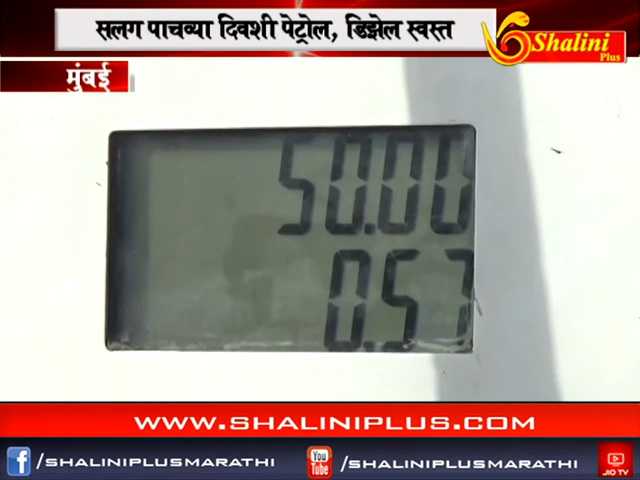 सलग पाचव्या दिवशी पेट्रोल, डिझेल स्वस्त
Shalini
Plus
मुंबई
50.00
0.57
WWW.SHALINIPLUS.COM
f /SHALINIPLUSMARATHI
You
Tube /SHALINIPLUSMARATHI
JIO TV